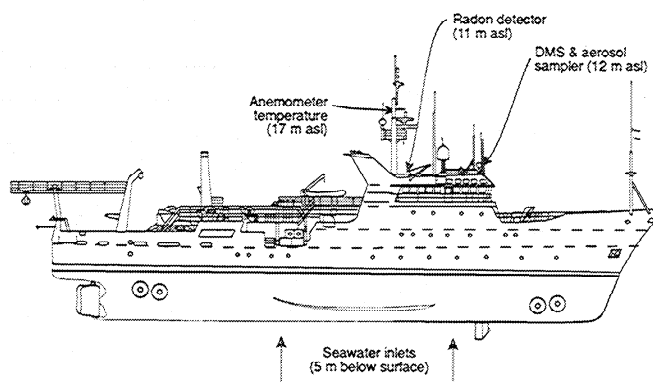 Radon detector
(11 m asl)
DMS & aerosol
sampler (12 m asl)
Anemometer
temperature
(17 m asl)
Seawater inlets
(5 m below surface)